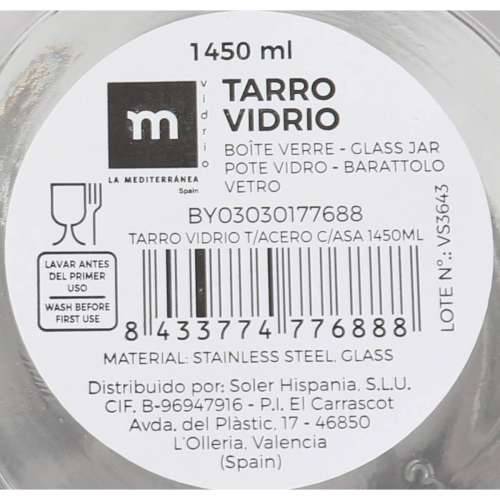 1450 ml
m
vidrio
LA MEDITERRÁNEA
Spain
TARRO
VIDRIO
BOÎTE VERRE - GLASS JAR
POTE VIDRO - BARATTOLO
VETRO
BY03030177688
TARRO VIDRIO T/ACERO C/ASA 1450ML
LAVAR ANTES
DEL PRIMER
USO
WASH BEFORE
FIRST USE
8 433774 776888
LOTE Nº.: VS3643
MATERIAL: STAINLESS STEEL, GLASS
Distribuido por: Soler Hispania, S.L.U.
CIF. B-96947916 - P.I. El Carrascot
Avda. del Plàstic, 17 - 46850
L'Olleria, Valencia
(Spain)